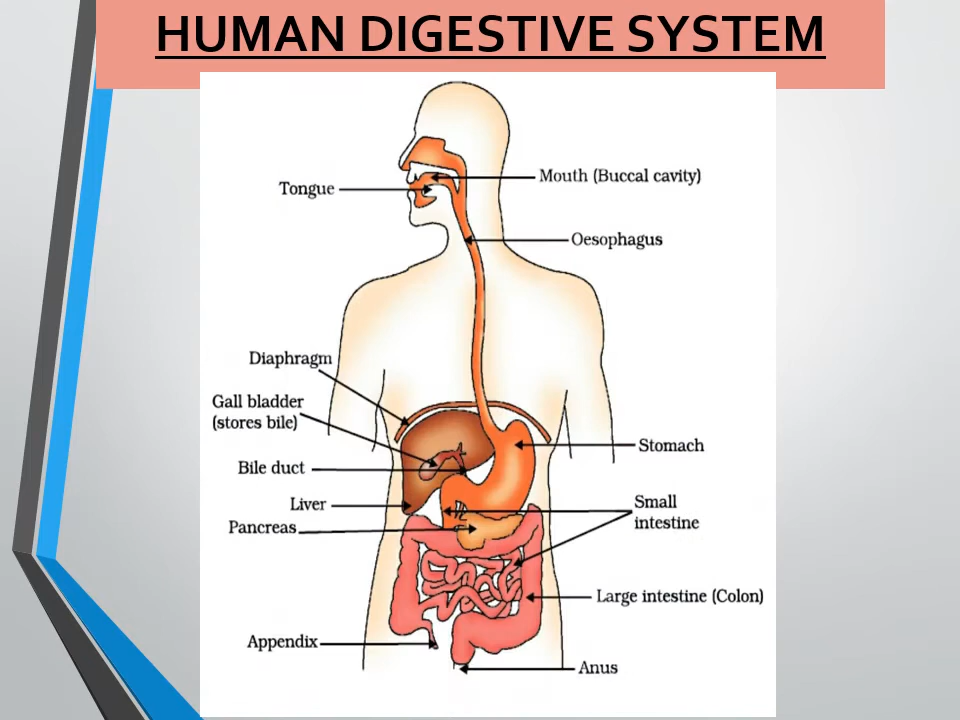 HUMAN DIGESTIVE SYSTEM
Mouth (Buccal cavity)
Tongue
Oesophagus
Diaphragm
Gall bladder
(stores bile)
Stomach
Bile duct
Liver
Small
intestine
Pancreas
Large intestine (Colon)
Appendix
Anus